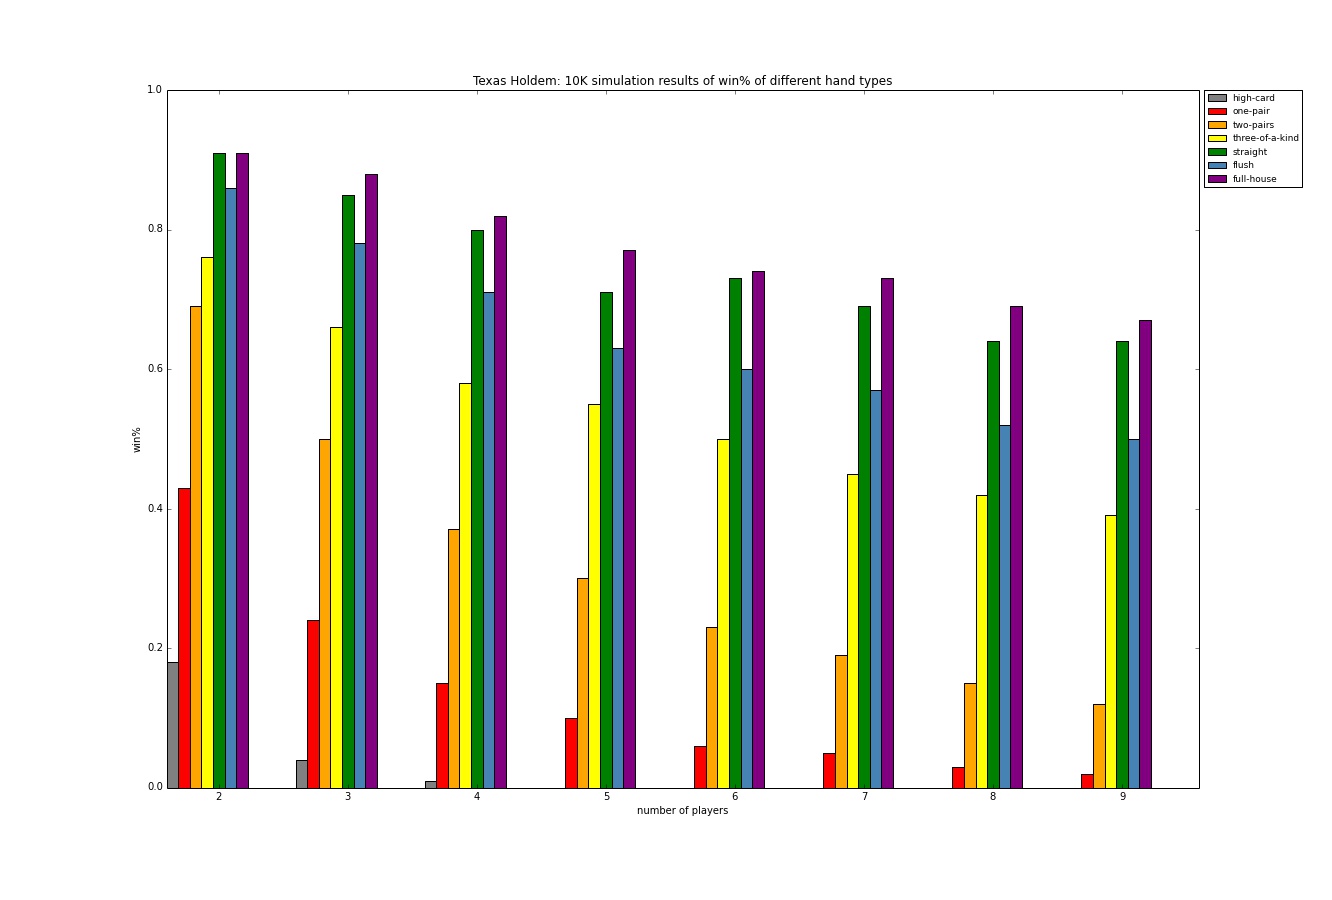 Texas Holdem: 10K simulation results of win% of different hand types
high-card
one-pair
two-pairs
three-of-a-kind
straight
flush
full-house
win%
1.0
0.8
0.6
0.4
0.2
0.0
2 3 4 5 6 7 8 9
number of players